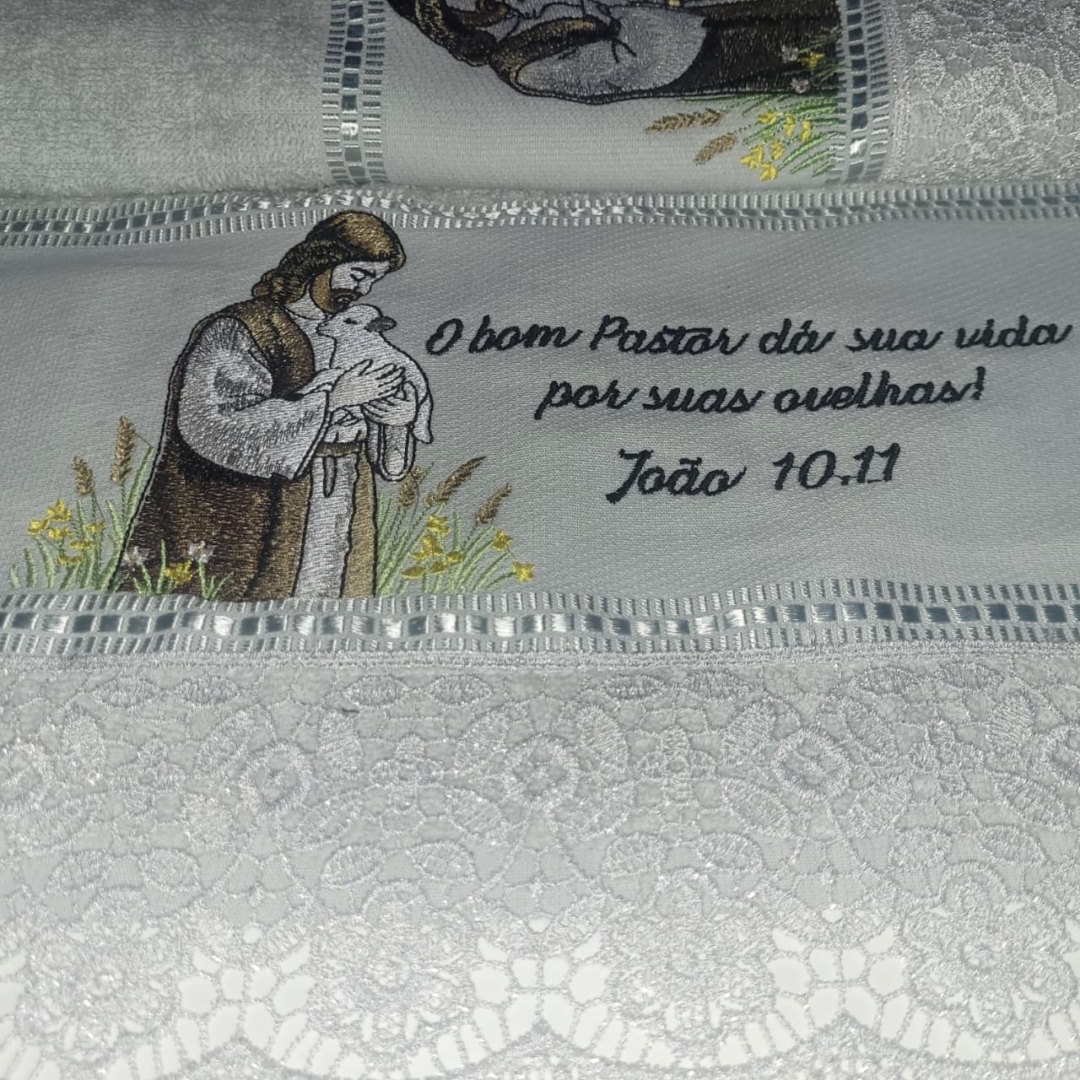 O bom Pastor dá sua vida
por suas ovelhas!
João 10.11